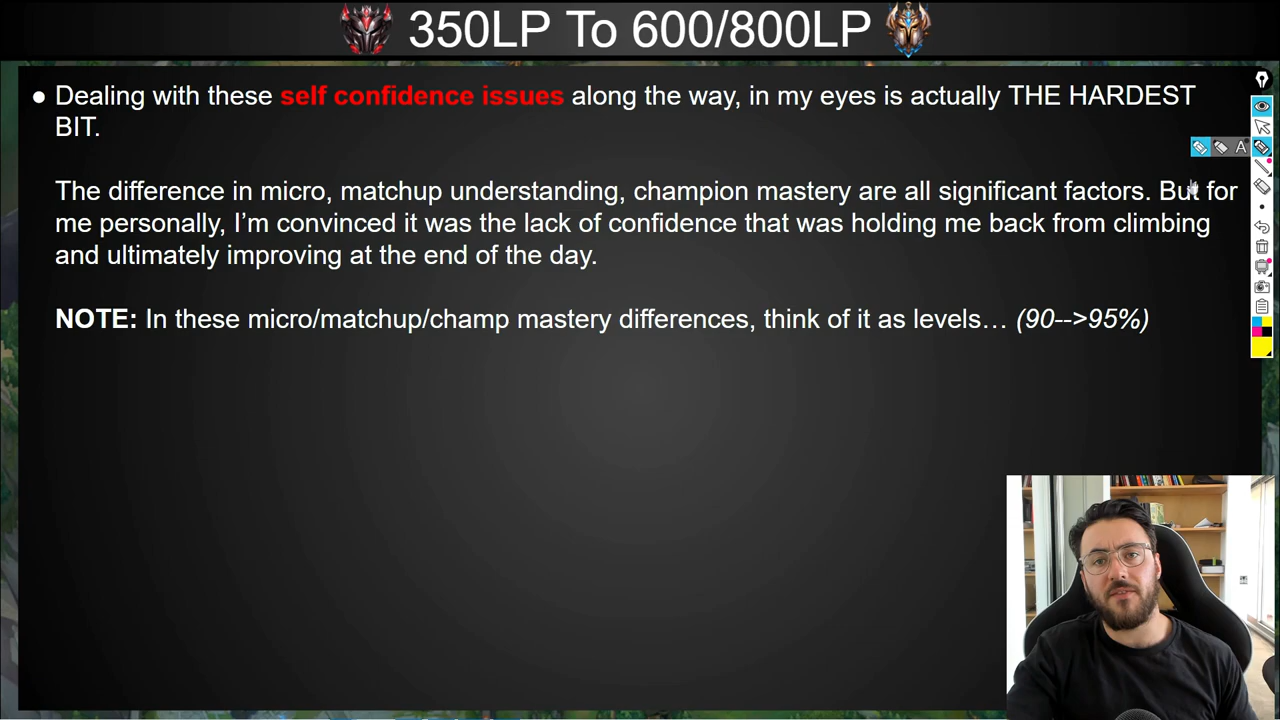 350LP To 600/800LP
● Dealing with these self confidence issues along the way, in my eyes is actually THE HARDEST
BIT.
The difference in micro, matchup understanding, champion mastery are all significant factors. But for
me personally, I’m convinced it was the lack of confidence that was holding me back from climbing
and ultimately improving at the end of the day.
NOTE: In these micro/matchup/champ mastery differences, think of it as levels… (90-->95%)
A